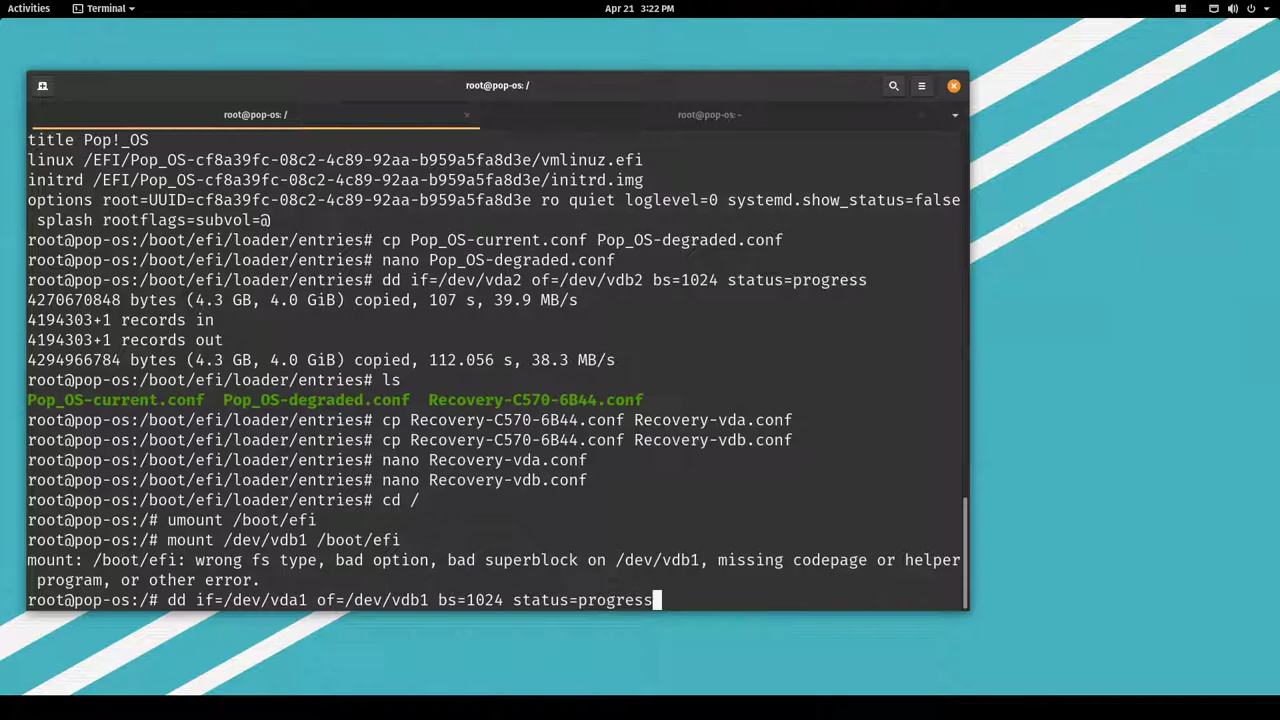 Activities
Terminal
Apr 21 3:22 PM
root@pop-os: /
root@pop-os: /
root@pop-os: ~
title Pop!_OS
linux /EFI/Pop_OS-cf8a39fc-08c2-4c89-92aa-b959a5fa8d3e/vmlinuz.efi
initrd /EFI/Pop_OS-cf8a39fc-08c2-4c89-92aa-b959a5fa8d3e/initrd.img
options root=UUID=cf8a39fc-08c2-4c89-92aa-b959a5fa8d3e ro quiet loglevel=0 systemd.show_status=false
splash rootflags=subvol=@
root@pop-os:/boot/efi/loader/entries# cp Pop_OS-current.conf Pop_OS-degraded.conf
root@pop-os:/boot/efi/loader/entries# nano Pop_OS-degraded.conf
root@pop-os:/boot/efi/loader/entries# dd if=/dev/vda2 of=/dev/vdb2 bs=1024 status=progress
4270670848 bytes (4.3 GB, 4.0 GiB) copied, 107 s, 39.9 MB/s
4194303+1 records in
4194303+1 records out
4294966784 bytes (4.3 GB, 4.0 GiB) copied, 112.056 s, 38.3 MB/s
root@pop-os:/boot/efi/loader/entries# ls
Pop_OS-current.conf  Pop_OS-degraded.conf  Recovery-C570-6B44.conf
root@pop-os:/boot/efi/loader/entries# cp Recovery-C570-6B44.conf Recovery-vda.conf
root@pop-os:/boot/efi/loader/entries# cp Recovery-C570-6B44.conf Recovery-vdb.conf
root@pop-os:/boot/efi/loader/entries# nano Recovery-vda.conf
root@pop-os:/boot/efi/loader/entries# nano Recovery-vdb.conf
root@pop-os:/boot/efi/loader/entries# cd /
root@pop-os:/# umount /boot/efi
root@pop-os:/# mount /dev/vdb1 /boot/efi
mount: /boot/efi: wrong fs type, bad option, bad superblock on /dev/vdb1, missing codepage or helper
program, or other error.
root@pop-os:/# dd if=/dev/vda1 of=/dev/vdb1 bs=1024 status=progress